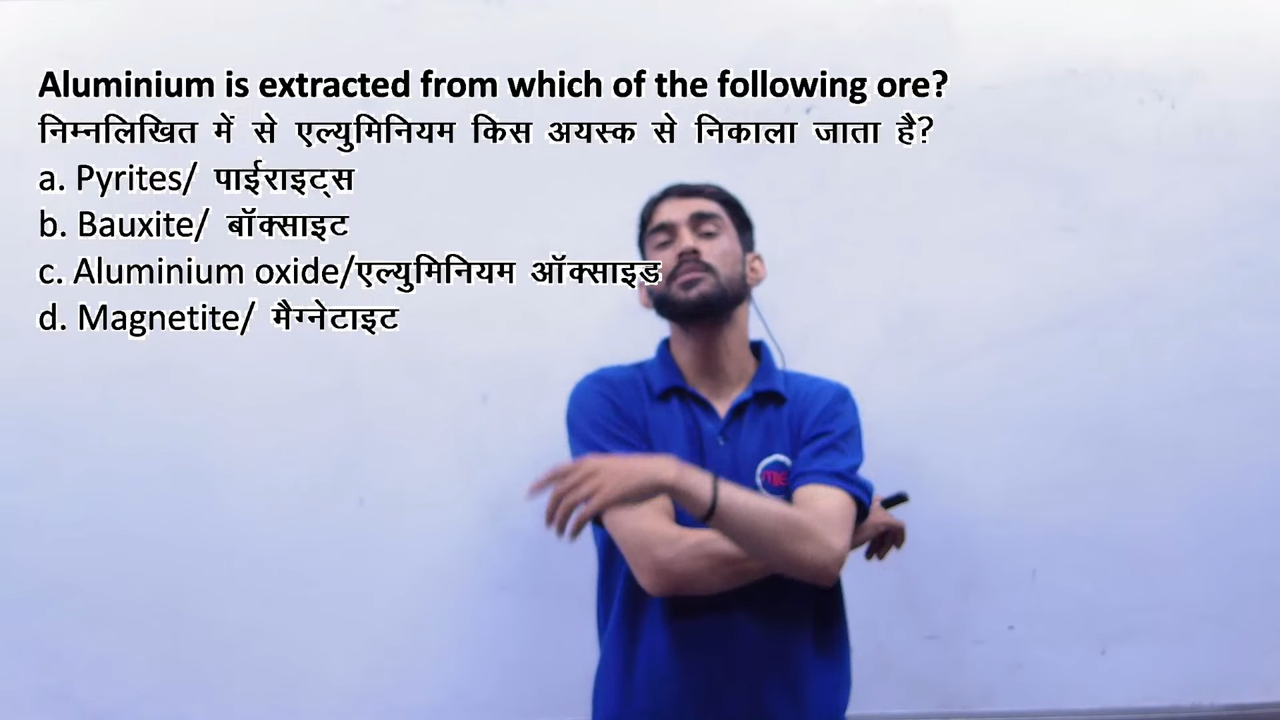 Aluminium is extracted from which of the following ore?
निम्नलिखित में से एल्युमिनियम किस अयस्क से निकाला जाता है?
a. Pyrites/ पाईराइट्स
b. Bauxite/ बॉक्साइट
c. Aluminium oxide/एल्युमिनियम ऑक्साइड
d. Magnetite/ मैग्नेटाइट